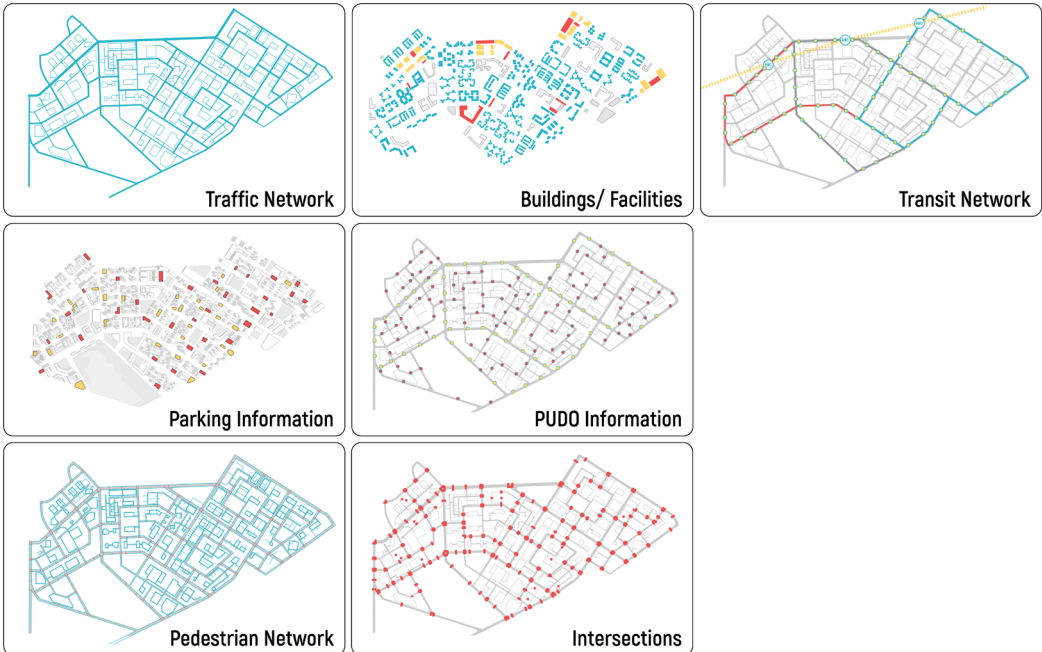 Traffic Network
Buildings/ Facilities
Transit Network
Parking Information
PUDO Information
Pedestrian Network
Intersections